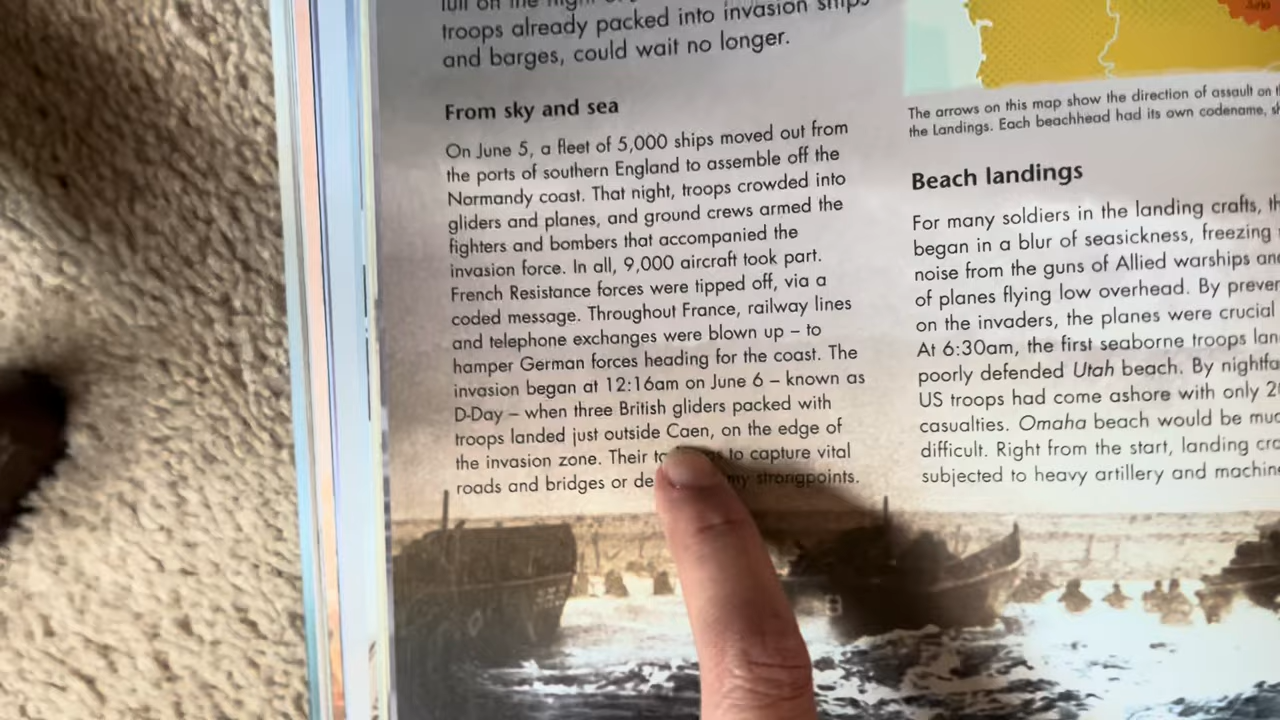 troops already packed into invasion ships
and barges, could wait no longer.
From sky and sea
On June 5, a fleet of 5,000 ships moved out from
the ports of southern England to assemble off the
Normandy coast. That night, troops crowded into
gliders and planes, and ground crews armed the
fighters and bombers that accompanied the
invasion force. In all, 9,000 aircraft took part.
French Resistance forces were tipped off, via a
coded message. Throughout France, railway lines
and telephone exchanges were blown up – to
hamper German forces heading for the coast. The
invasion began at 12:16am on June 6 – known as
D-Day – when three British gliders packed with
troops landed just outside Caen, on the edge of
the invasion zone. Their to capture vital
roads and bridges or strongpoints.
Juno
The arrows on this map show the direction of assault on
the Landings. Each beachhead had its own codename,
Beach landings
For many soldiers in the landing crafts,
began in a blur of seasickness, freezing
noise from the guns of Allied warships
of planes flying low overhead. By
on the invaders, the planes were crucial
At 6:30am, the first seaborne troops
poorly defended Utah beach. By
US troops had come ashore with only
casualties. Omaha beach would be
difficult. Right from the start, landing
subjected to heavy artillery and